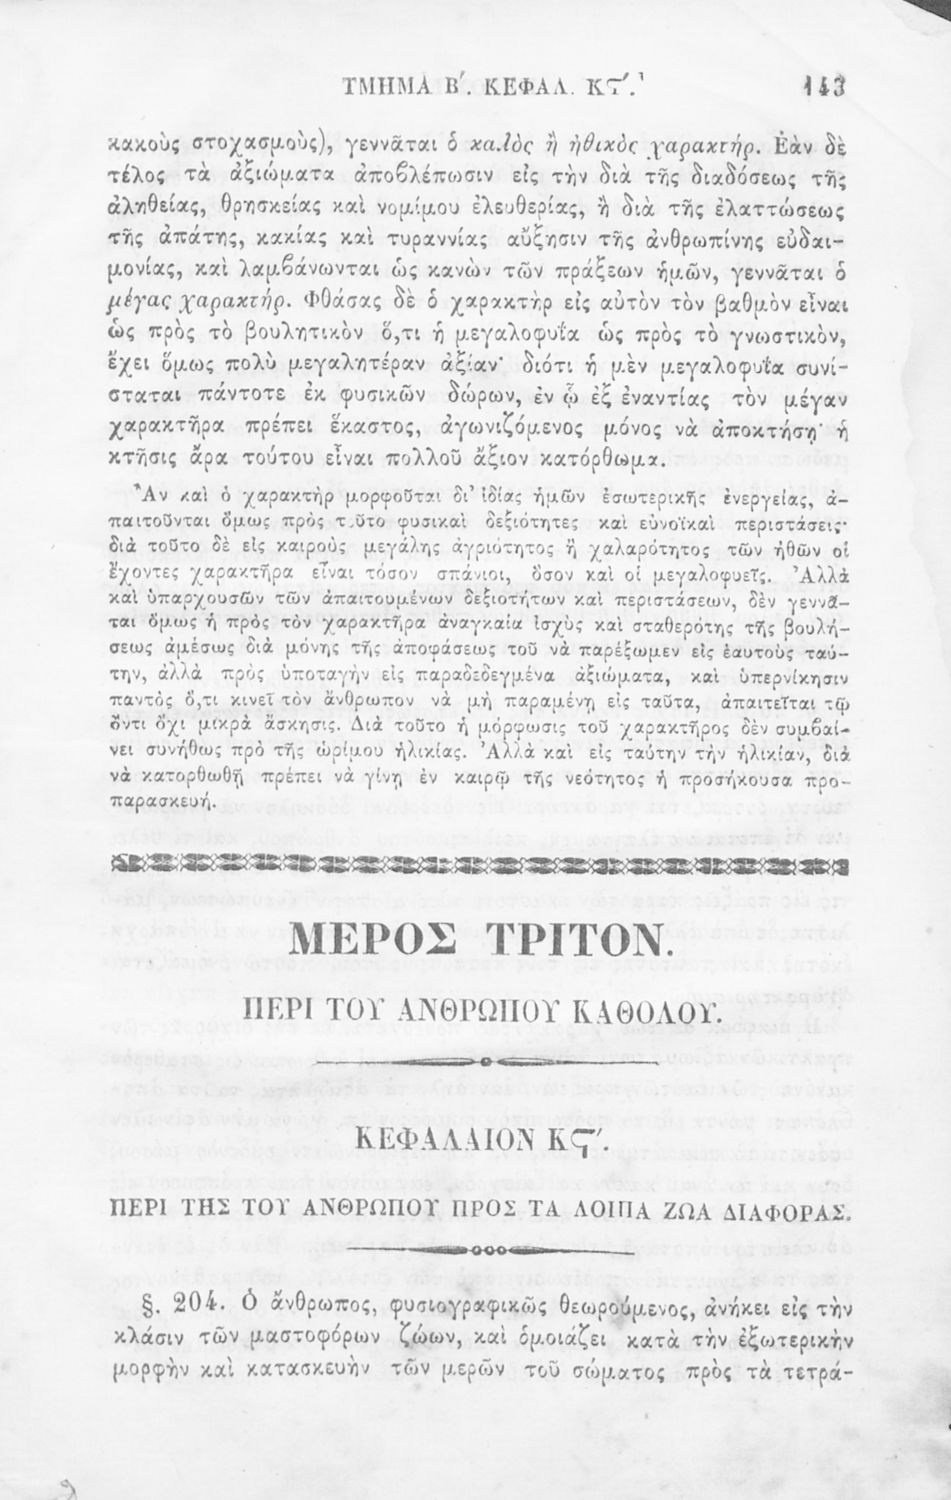 ΤΜΗΜΑ Β΄. ΚΕΦΑΛ. ΚϚ΄. 143
κακοὺς στοχασμοὺς), γεννᾶται ὁ καλὸς ἢ ἠθικὸς χαρακτήρ. Ἐὰν δὲ
τέλος τὰ ἀξιώματα ἀποβλέπωσιν εἰς τὴν διὰ τῆς διαδόσεως τῆς
ἀληθείας, θρησκείας καὶ νομίμου ἐλευθερίας, ἢ διὰ τῆς ἐλαττώσεως
τῆς ἀπάτης, κακίας καὶ τυραννίας αὔξησιν τῆς ἀνθρωπίνης εὐδαι-
μονίας, καὶ λαμβάνωνται ὡς κανὼν τῶν πράξεων ἡμῶν, γεννᾶται ὁ
μέγας χαρακτήρ. Φθάσας δὲ ὁ χαρακτὴρ εἰς αὐτὸν τὸν βαθμὸν εἶναι
ὡς πρὸς τὸ βουλητικὸν ὅ,τι ἡ μεγαλοφυΐα ὡς πρὸς τὸ γνωστικὸν,
ἔχει ὅμως πολὺ μεγαλητέραν ἀξίαν· διότι ἡ μὲν μεγαλοφυΐα συνί-
σταται πάντοτε ἐκ φυσικῶν δώρων, ἐν ᾧ ἐξ ἐναντίας τὸν μέγαν
χαρακτῆρα πρέπει ἕκαστος, ἀγωνιζόμενος μόνος νὰ ἀποκτήσῃ· ἡ
κτῆσις ἄρα τούτου εἶναι πολλοῦ ἄξιον κατόρθωμα.
Ἂν καὶ ὁ χαρακτὴρ μορφοῦται δι᾽ ἰδίας ἡμῶν ἐσωτερικῆς ἐνεργείας, ἀ-
παιτοῦνται ὅμως πρὸς τοῦτο φυσικαὶ δεξιότητες καὶ εὐνοϊκαὶ περιστάσεις·
διὰ τοῦτο δὲ εἰς καιροὺς μεγάλης ἀγριότητος ἢ χαλαρότητος τῶν ἠθῶν οἱ
ἔχοντες χαρακτῆρα εἶναι τόσον σπάνιοι, ὅσον καὶ οἱ μεγαλοφυεῖς. Ἀλλὰ
καὶ ὑπαρχουσῶν τῶν ἀπαιτουμένων δεξιοτήτων καὶ περιστάσεων, δὲν γεννᾶ-
ται ὅμως ἡ πρὸς τὸν χαρακτῆρα ἀναγκαία ἰσχὺς καὶ σταθερότης τῆς βουλή-
σεως ἀμέσως διὰ μόνης τῆς ἀποφάσεως τοῦ νὰ παρέξωμεν εἰς ἑαυτοὺς ταύ-
την, ἀλλὰ πρὸς ὑποταγὴν εἰς παραδεδεγμένα ἀξιώματα, καὶ ὑπερνίκησιν
παντὸς ὅ,τι κινεῖ τὸν ἄνθρωπον νὰ μὴ παραμένῃ εἰς ταῦτα, ἀπαιτεῖται τῷ
ὄντι ὄχι μικρὰ ἄσκησις. Διὰ τοῦτο ἡ μόρφωσις τοῦ χαρακτῆρος δὲν συμβαί-
νει συνήθως πρὸ τῆς ὡρίμου ἡλικίας. Ἀλλὰ καὶ εἰς ταύτην τὴν ἡλικίαν, διὰ
νὰ κατορθωθῇ πρέπει νὰ γίνῃ ἐν καιρῷ τῆς νεότητος ἡ προσήκουσα προ-
παρασκευή.
ΜΕΡΟΣ ΤΡΙΤΟΝ.
ΠΕΡΙ ΤΟΥ ΑΝΘΡΩΠΟΥ ΚΑΘΟΛΟΥ.
ΚΕΦΑΛΑΙΟΝ ΚϚ΄.
ΠΕΡΙ ΤΗΣ ΤΟΥ ΑΝΘΡΩΠΟΥ ΠΡΟΣ ΤΑ ΛΟΙΠΑ ΖΩΑ ΔΙΑΦΟΡΑΣ.
§. 204. Ὁ ἄνθρωπος, φυσιογραφικῶς θεωρούμενος, ἀνήκει εἰς τὴν
κλάσιν τῶν μαστοφόρων ζώων, καὶ ὁμοιάζει κατὰ τὴν ἐξωτερικὴν
μορφὴν καὶ κατασκευὴν τῶν μερῶν τοῦ σώματος πρὸς τὰ τετρά-